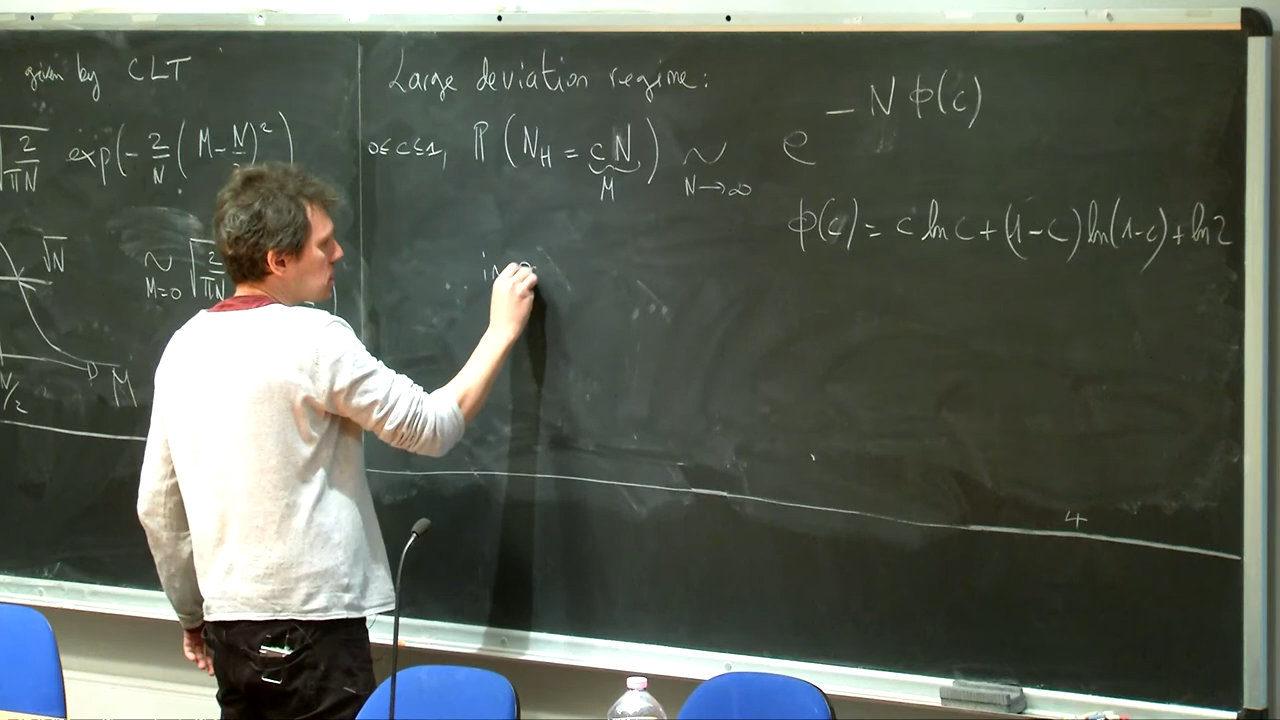 given by CLT
√(2/πN) exp(-2/N (M-N/2)²)
√N
~ M=0 √(2/πN)
M
N/2
Large deviation regime:
0≤c≤1, ℙ(N_H = cN) ~ N→∞ e^{-Nϕ(c)}
M
ϕ(c) = c ln c + (1-c) ln(1-c) + ln 2
4